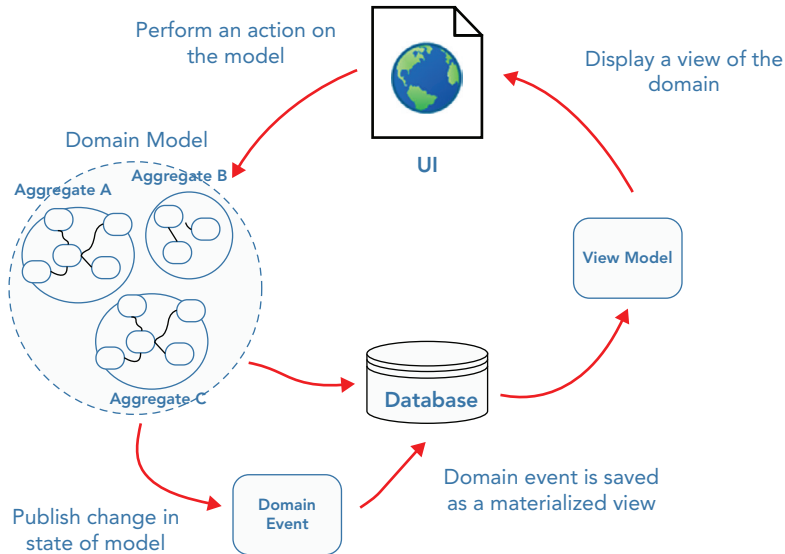 Perform an action on
the model
Display a view of the
domain
UI
Domain Model
Aggregate A
Aggregate B
View Model
Aggregate C
Database
Domain
Event
Domain event is saved
as a materialized view
Publish change in
state of model